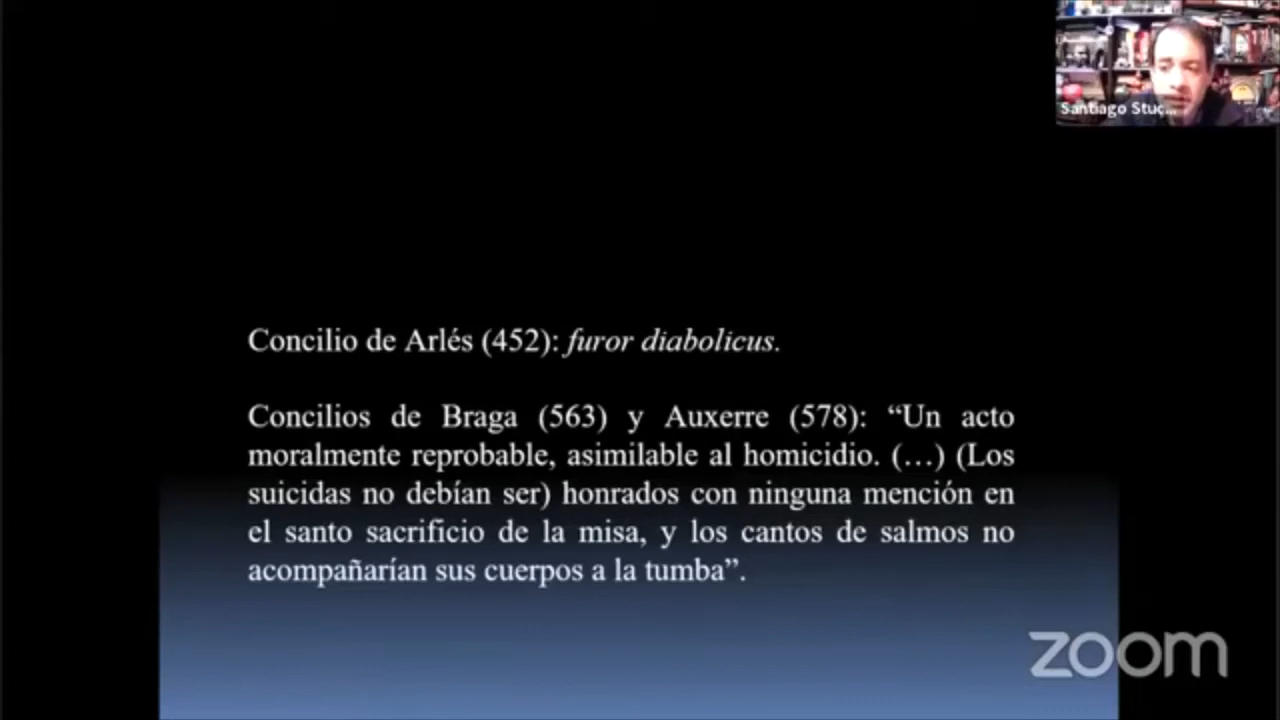 Santiago Stuc...
Concilio de Arlés (452): furor diabolicus.
Concilios de Braga (563) y Auxerre (578): “Un acto
moralmente reprobable, asimilable al homicidio. (…) (Los
suicidas no debían ser) honrados con ninguna mención en
el santo sacrificio de la misa, y los cantos de salmos no
acompañarían sus cuerpos a la tumba”.
zoom